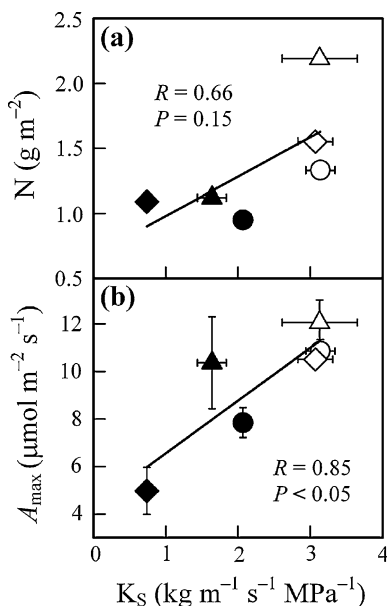 (a)
2.5
2.0
1.5
1.0
0.5
N (g m⁻²)
R = 0.66
P = 0.15
(b)
12
10
8
6
4
A_max (μmol m⁻² s⁻¹)
R = 0.85
P < 0.05
0 1 2 3 4
K_S (kg m⁻¹ s⁻¹ MPa⁻¹)